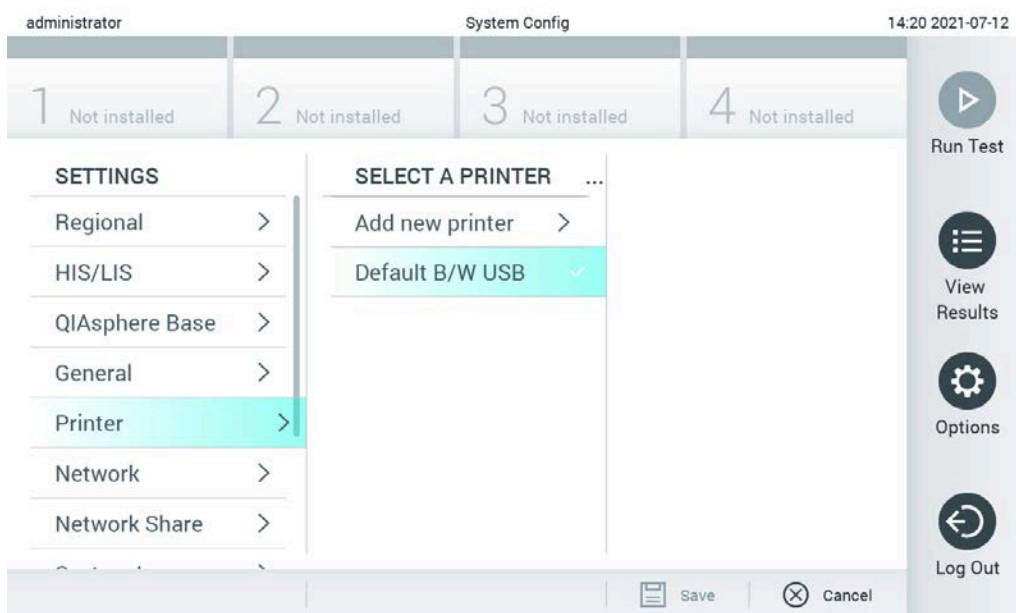 administrator System Config 14:20 2021-07-12
1 Not installed 2 Not installed 3 Not installed 4 Not installed
Run Test
SETTINGS SELECT A PRINTER ...
Regional Add new printer
HIS/LIS Default B/W USB
View
Results
QIAsphere Base
General
Printer
Options
Network
Network Share
Log Out
Save Cancel